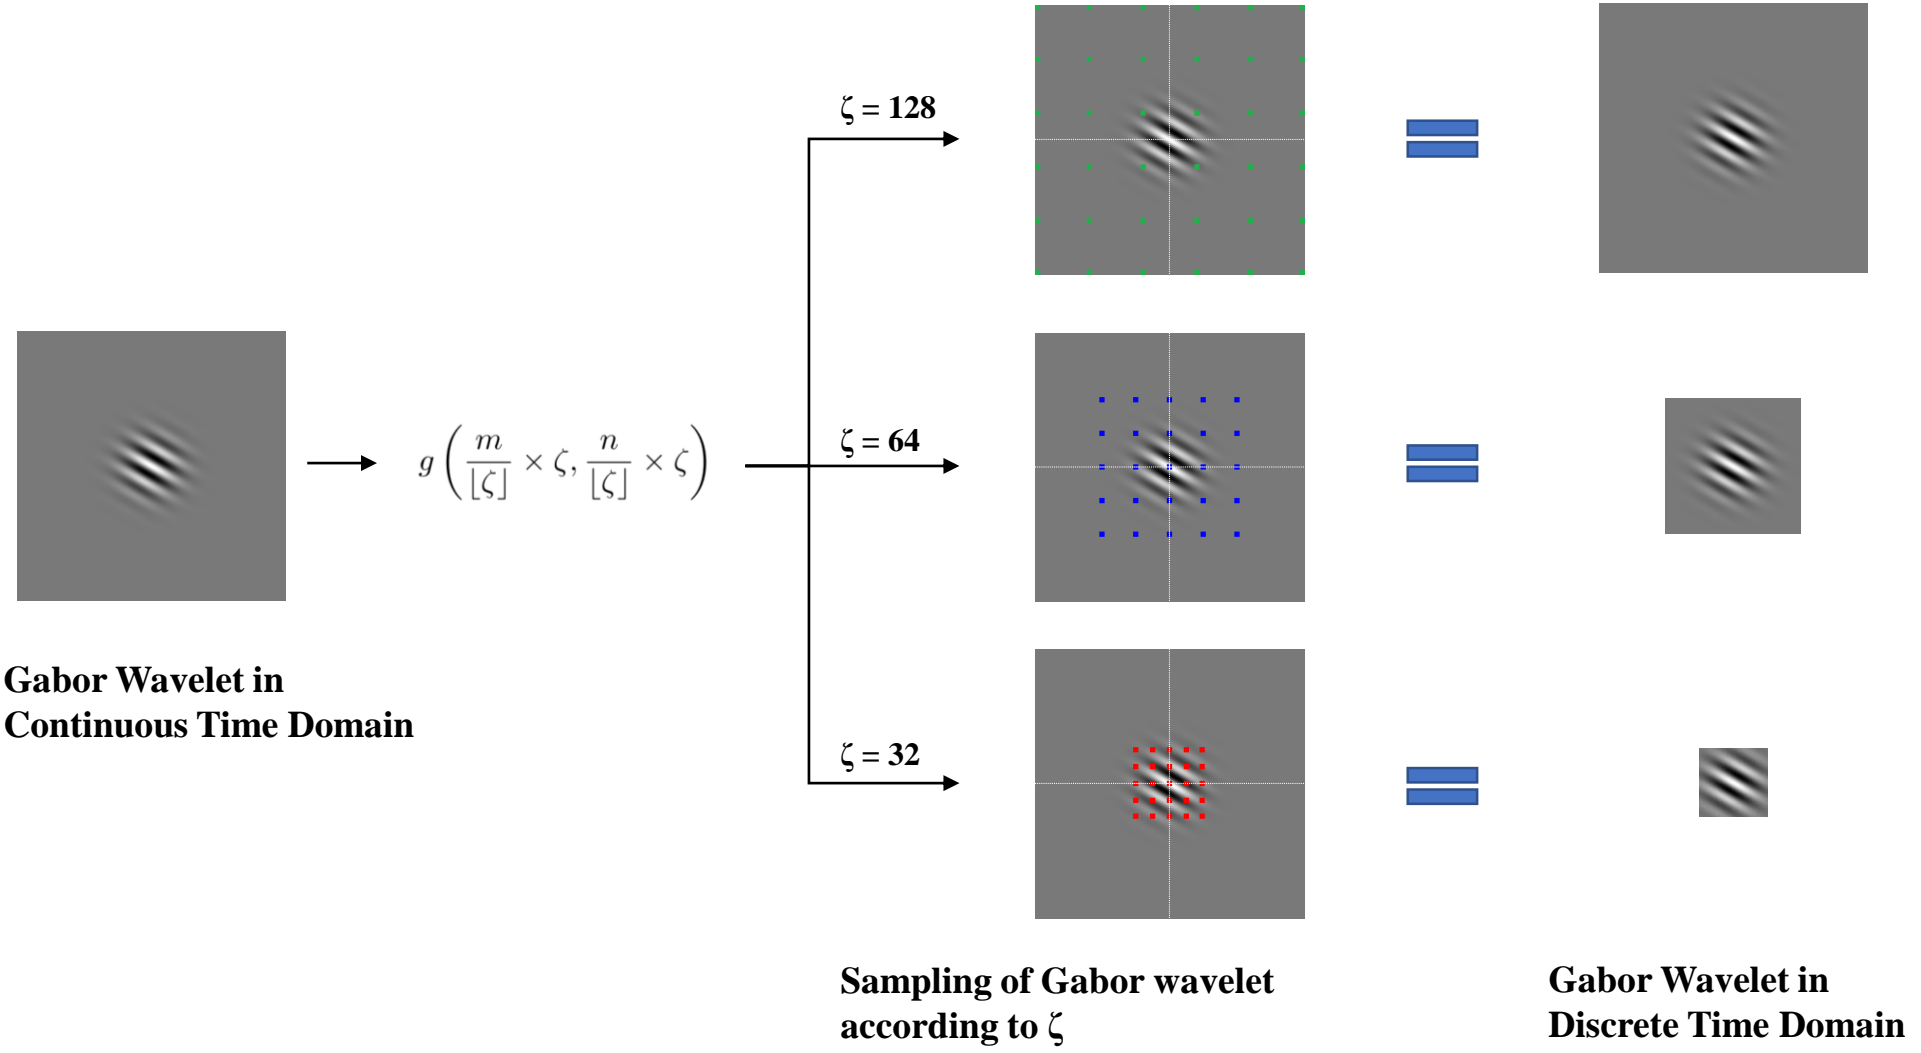 ζ = 128
g ( m/⌊ζ⌋ × ζ, n/⌊ζ⌋ × ζ )
ζ = 64
Gabor Wavelet in
Continuous Time Domain
ζ = 32
Sampling of Gabor wavelet
according to ζ
Gabor Wavelet in
Discrete Time Domain